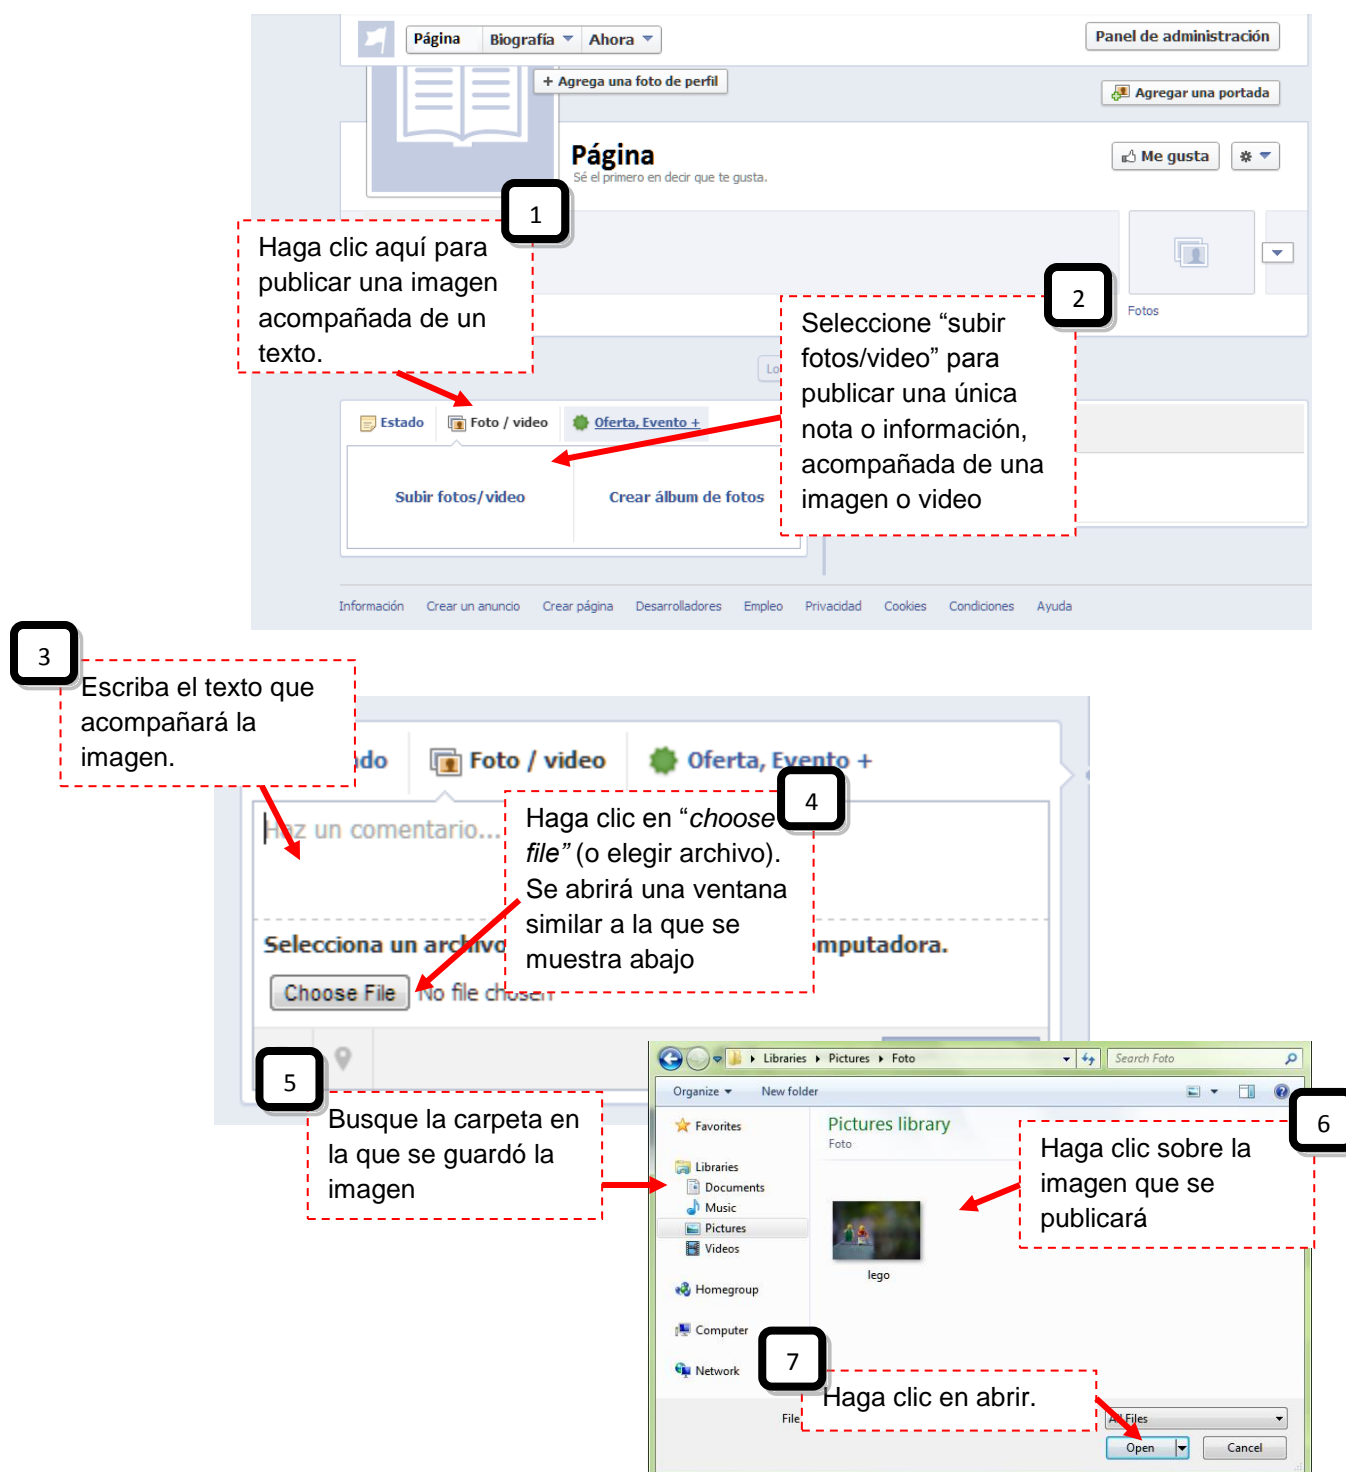 Página Biografía Ahora Panel de administración
+ Agrega una foto de perfil
Agregar una portada
Página Me gusta
Sé el primero en decir que te gusta.
1
Haga clic aquí para
publicar una imagen
acompañada de un
texto.
2
Fotos
Seleccione “subir
fotos/video” para
publicar una única
nota o información,
acompañada de una
imagen o video
Lo
Estado Foto / video Oferta, Evento +
Subir fotos/video Crear álbum de fotos
Información Crear un anuncio Crear página Desarrolladores Empleo Privacidad Cookies Condiciones Ayuda
3
Escriba el texto que
acompañará la
imagen.
do Foto / video Oferta, Evento +
Haz un comentario...
4
Haga clic en “choose
file” (o elegir archivo).
Se abrirá una ventana
similar a la que se
muestra abajo
Selecciona un archivo mputadora.
Choose File No file chosen
5
Busque la carpeta en
la que se guardó la
imagen
Libraries Pictures Foto Search Foto
Organize New folder
Favorites
Libraries
Documents
Music
Pictures
Videos
Homegroup
Computer
Network
Pictures library
Foto
lego
6
Haga clic sobre la
imagen que se
publicará
7
Haga clic en abrir.
File All Files
Open Cancel